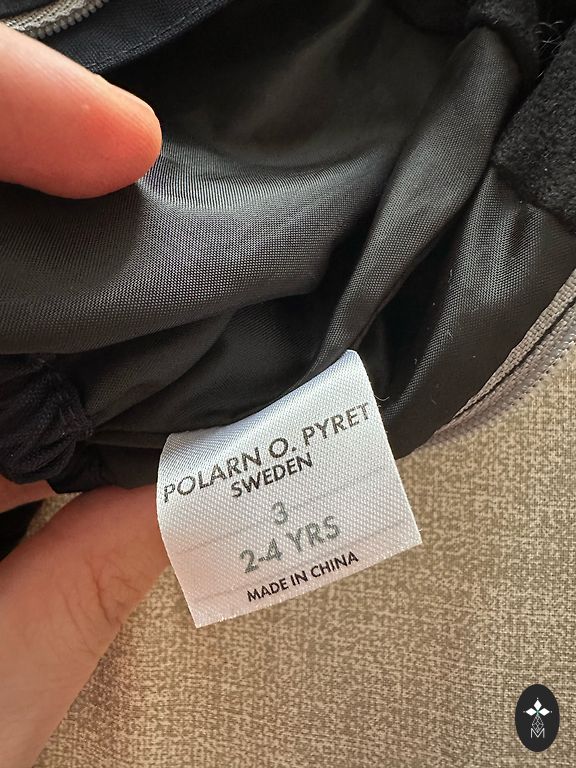 POLARN O. PYRET
SWEDEN
3
2-4 YRS
MADE IN CHINA
M